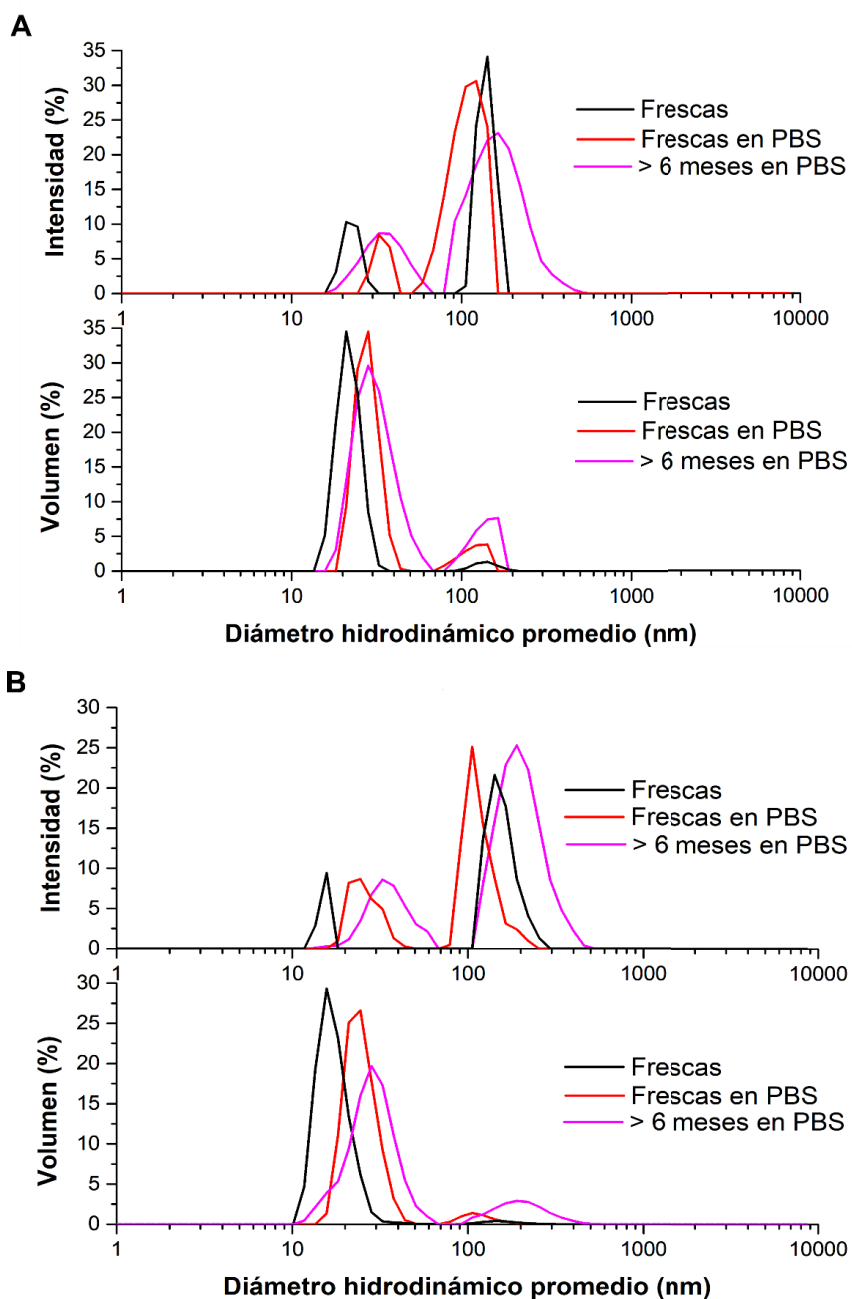 A
Intensidad (%)
35
30
25
20
15
10
5
0
Frescas
Frescas en PBS
> 6 meses en PBS
1 10 100 1000 10000
Volumen (%)
35
30
25
20
15
10
5
0
Frescas
Frescas en PBS
> 6 meses en PBS
1 10 100 1000 10000
Diámetro hidrodinámico promedio (nm)
B
Intensidad (%)
30
25
20
15
10
5
0
Frescas
Frescas en PBS
> 6 meses en PBS
1 10 100 1000 10000
Volumen (%)
30
25
20
15
10
5
0
Frescas
Frescas en PBS
> 6 meses en PBS
1 10 100 1000 10000
Diámetro hidrodinámico promedio (nm)